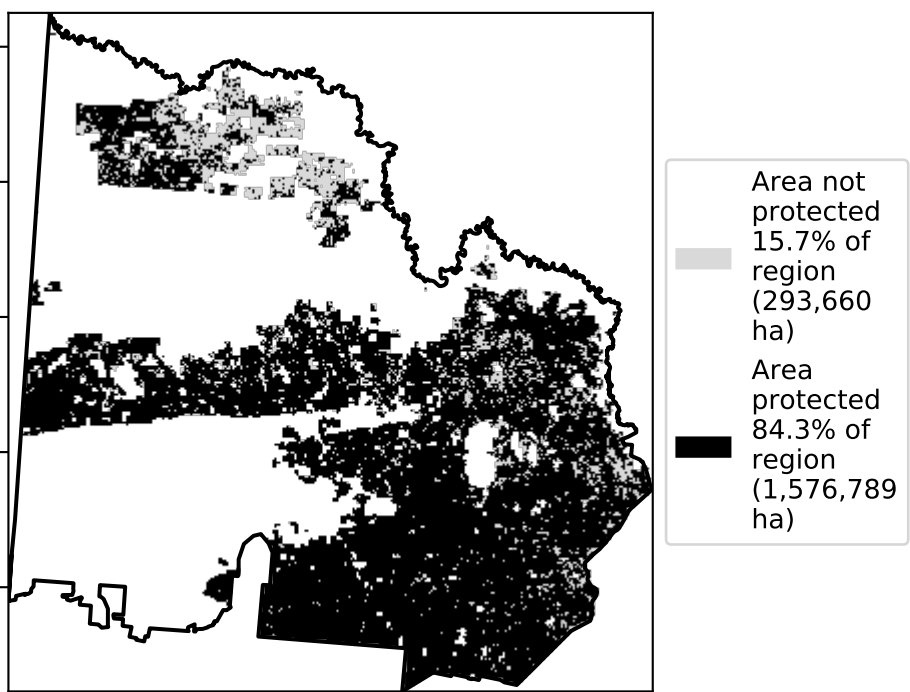 Area not
protected
15.7% of
region
(293,660
ha)
Area
protected
84.3% of
region
(1,576,789
ha)